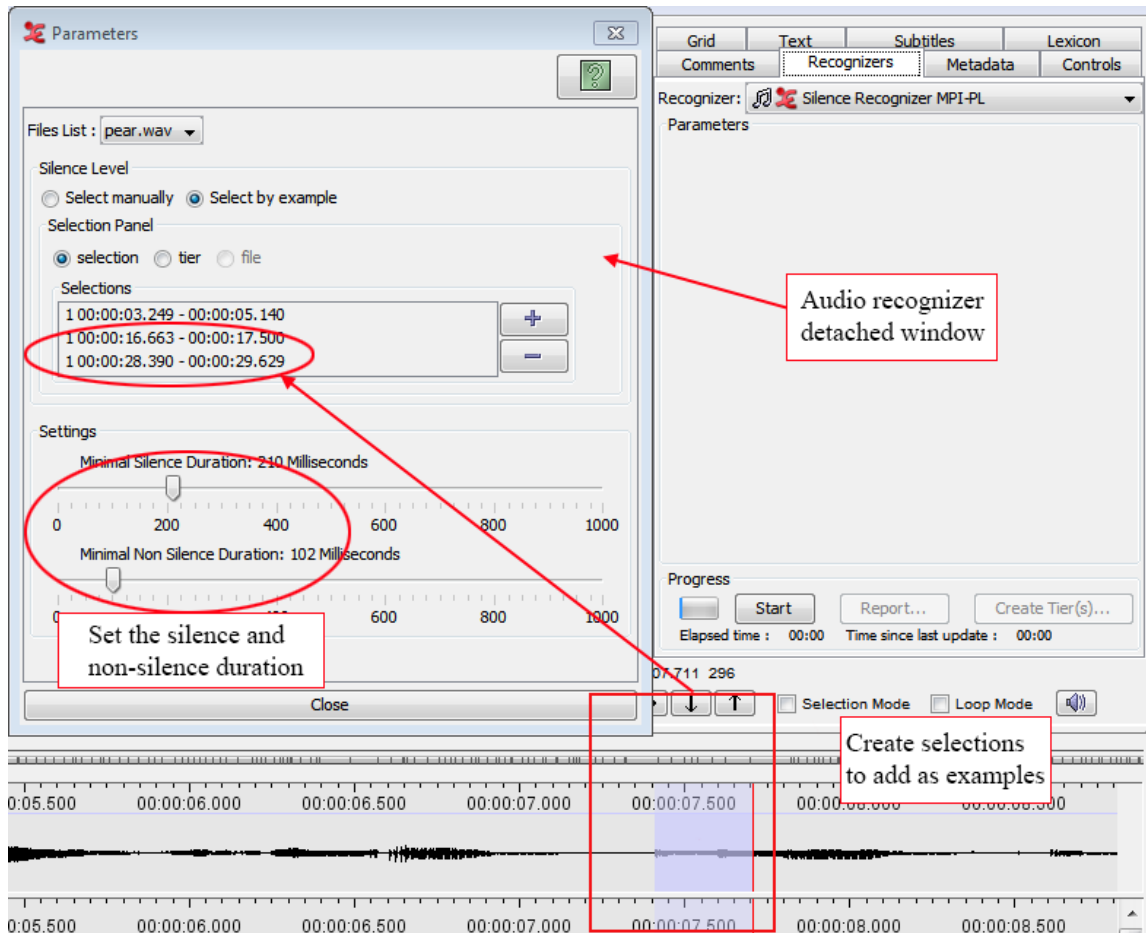 Parameters
Files List : pear.wav
Silence Level
Select manually Select by example
Selection Panel
selection tier file
Selections
1 00:00:03.249 - 00:00:05.140
1 00:00:16.663 - 00:00:17.500
1 00:00:28.390 - 00:00:29.629
Settings
Minimal Silence Duration: 210 Milliseconds
0 200 400 600 800 1000
Minimal Non Silence Duration: 102 Milliseconds
600 800 1000
Set the silence and
non-silence duration
Close
Grid Text Subtitles Lexicon
Comments Recognizers Metadata Controls
Recognizer: Silence Recognizer MPI-PL
Parameters
Audio recognizer
detached window
Progress
Start Report... Create Tier(s)...
Elapsed time : 00:00 Time since last update : 00:00
07.711 296
Selection Mode Loop Mode
Create selections
to add as examples
0:05.500 00:00:06.000 00:00:06.500 00:00:07.000 00:00:07.500 00:00:08.000 00:00:08.500
0:05.500 00:00:06.000 00:00:06.500 00:00:07.000 00:00:07.500 00:00:08.000 00:00:08.500